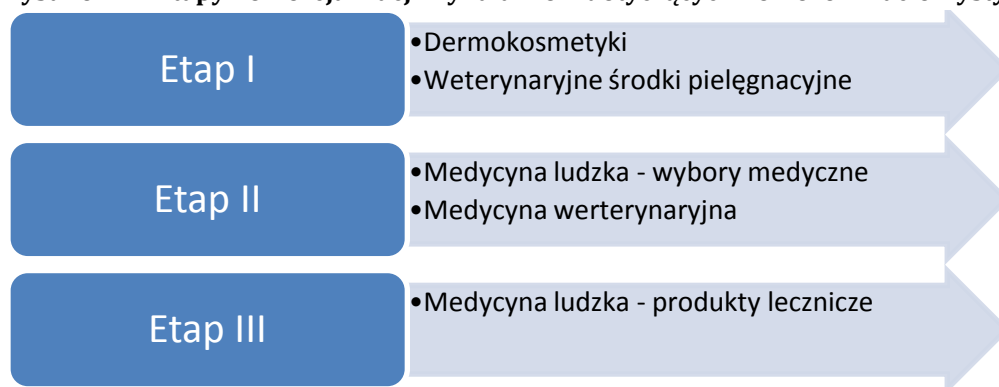 Etap I
•Dermokosmetyki
•Weterynaryjne środki pielęgnacyjne
Etap II
•Medycyna ludzka - wybory medyczne
•Medycyna werterynaryjna
Etap III
•Medycyna ludzka - produkty lecznicze